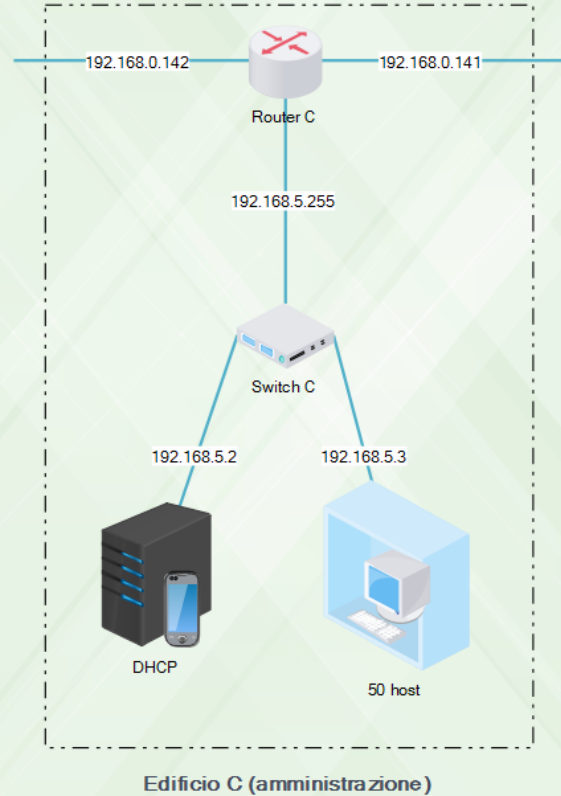 192.168.0.142
192.168.0.141
Router C
192.168.5.255
Switch C
192.168.5.2
192.168.5.3
DHCP
50 host
Edificio C (amministrazione)